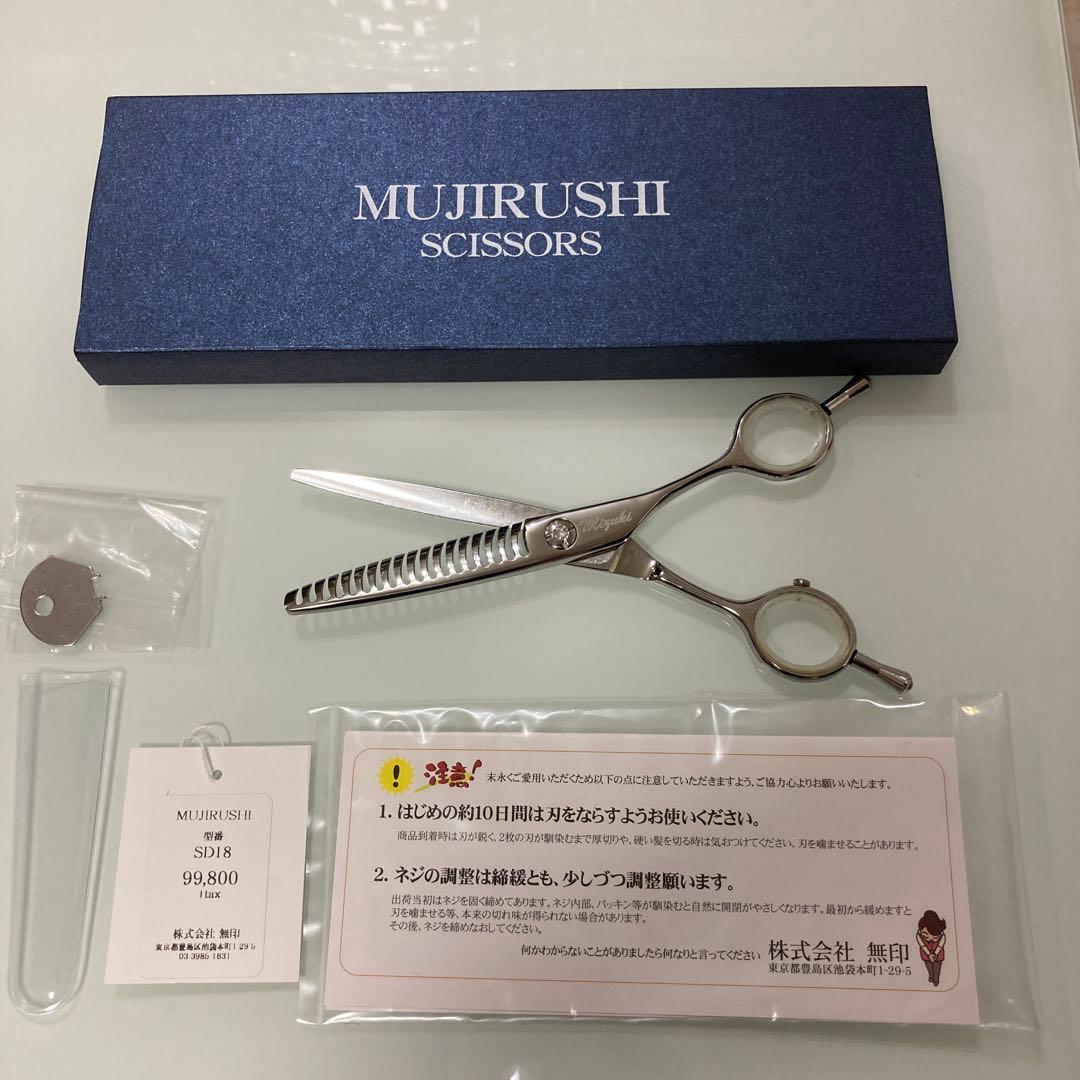 MUJIRUSHI
SCISSORS
Mizuki
MUJIRUSHI
型番
SD18
99,800
+tax
株式会社 無印
東京都豊島区池袋本町1-29-5
03 3985 1631
! 注意! 末永くご愛用いただくため以下の点に注意していただきますよう、ご協力心よりお願いいたします。
1. はじめの約10日間は刃をならすようお使いください。
商品到着時は刃が鋭く、2枚の刃が馴染むまで厚切りや、硬い髪を切る時は気おつけてください、刃を噛ませることがあります。
2. ネジの調整は締緩とも、少しづつ調整願います。
出荷当初はネジを固く締めてあります。ネジ内部、パッキン等が馴染むと自然に開閉がやさしくなります。最初から緩めますと
刃を噛ませる等、本来の切れ味が得られない場合があります。
その後、ネジを締めなおしてください。
何かわからないことがありましたら何なりと言ってください 株式会社 無印
東京都豊島区池袋本町1-29-5